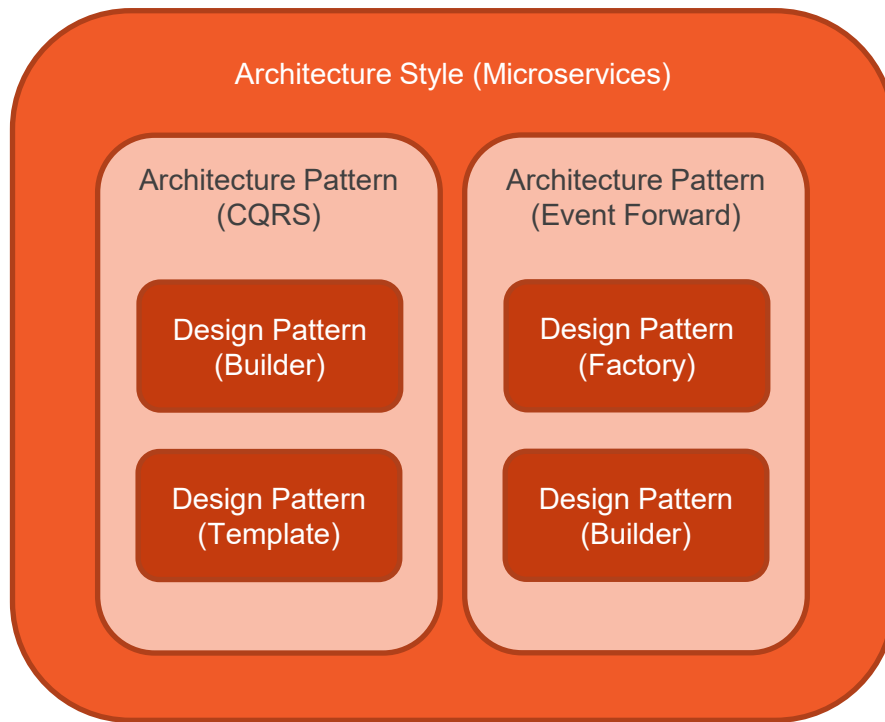 Architecture Style (Microservices)
Architecture Pattern
(CQRS)
Design Pattern
(Builder)
Design Pattern
(Template)
Architecture Pattern
(Event Forward)
Design Pattern
(Factory)
Design Pattern
(Builder)